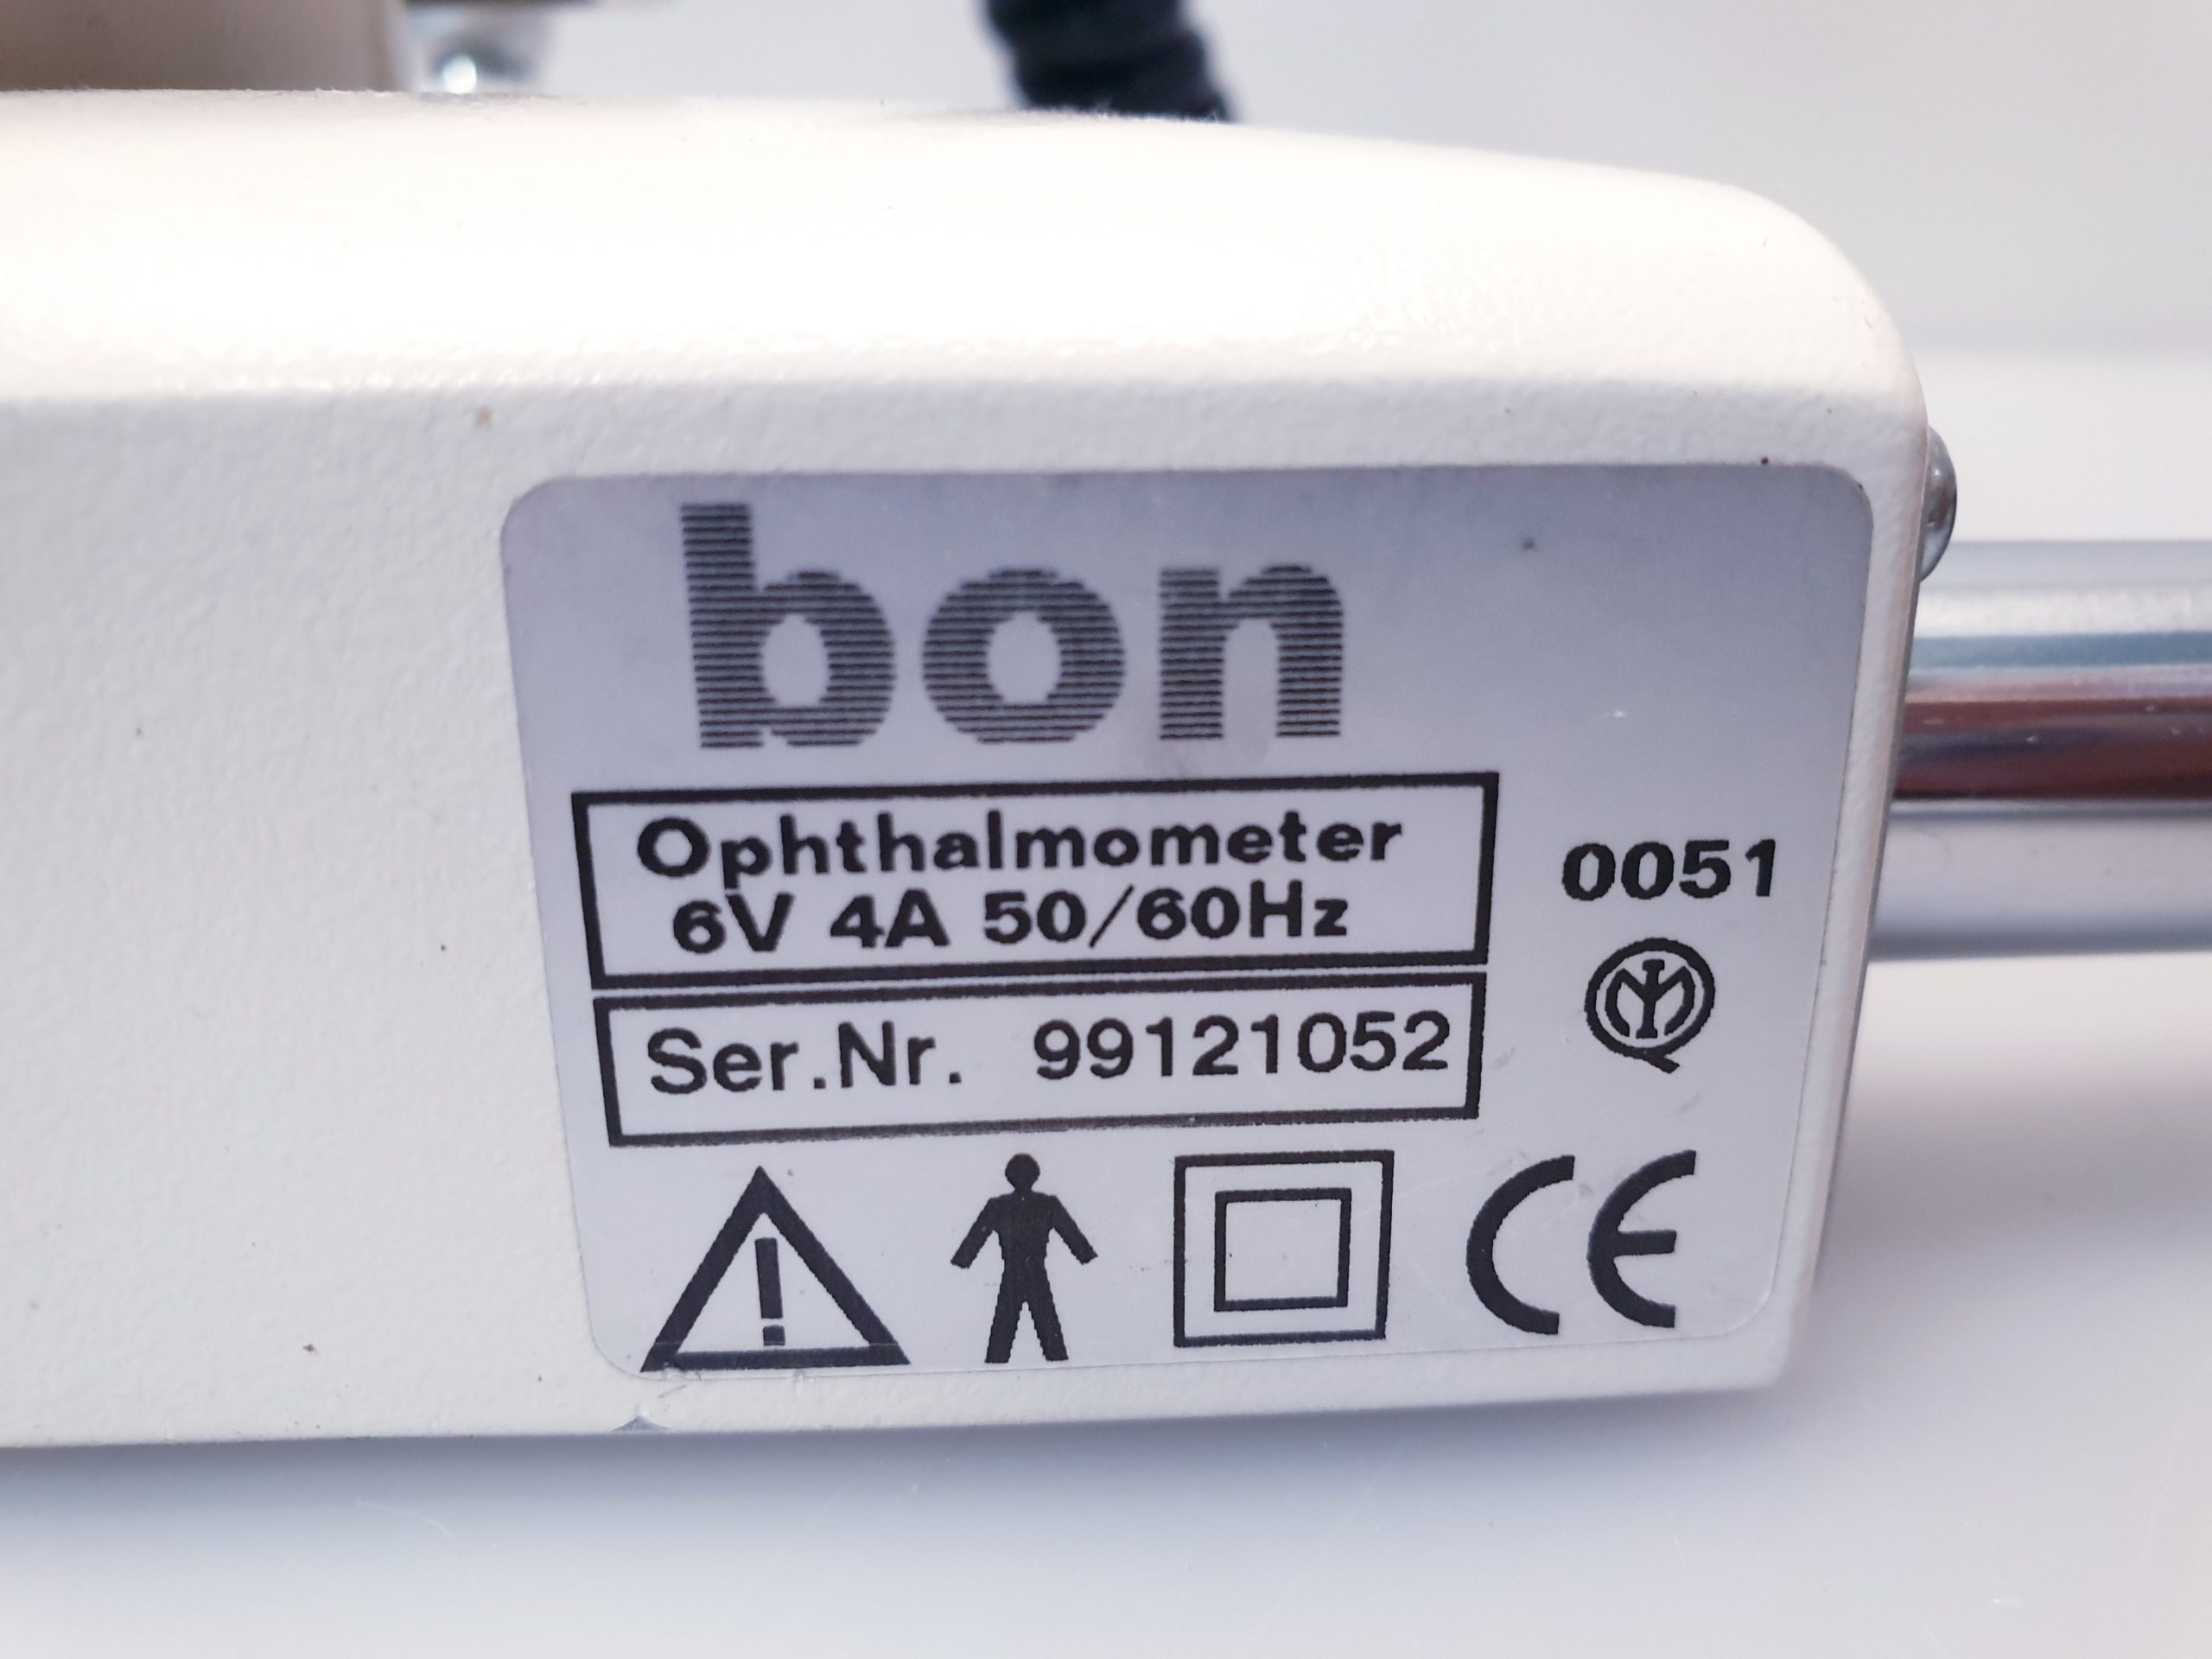 bon
Ophthalmometer
6V 4A 50/60Hz
0051
Ser.Nr. 99121052
CE